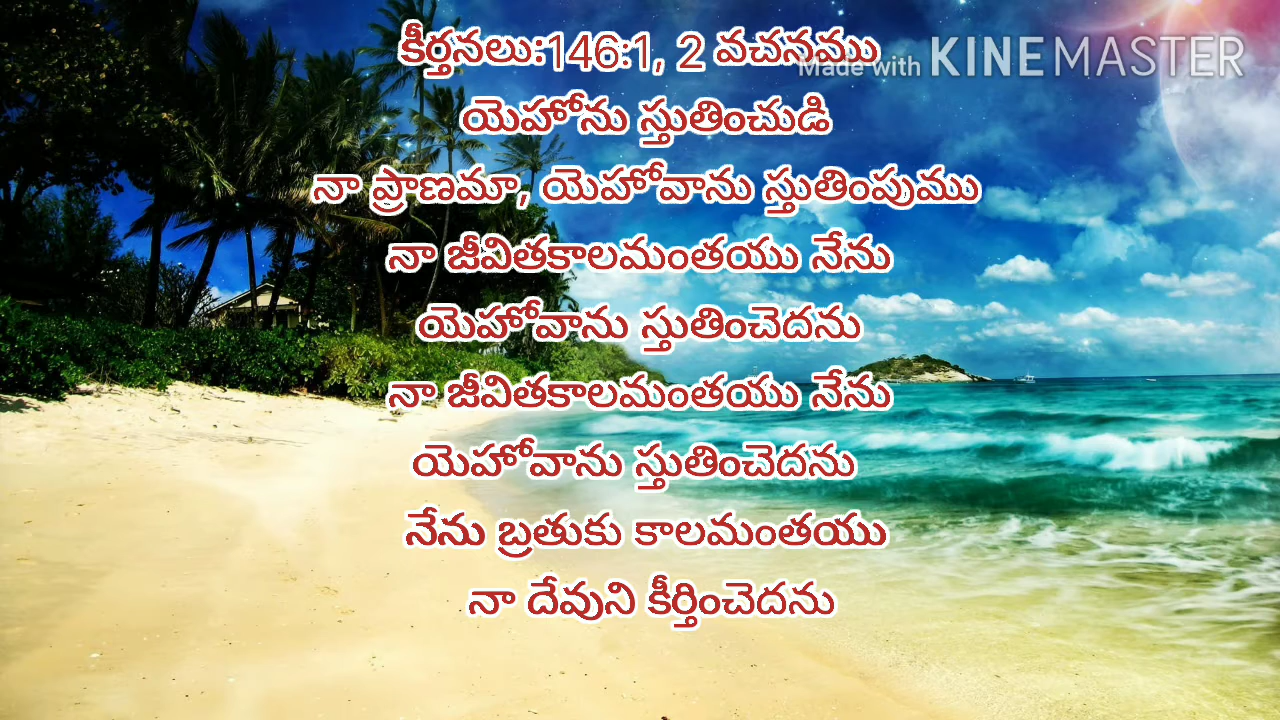 కీర్తనలు:146:1, 2 వచనము
Made with KINEMASTER
యెహోను స్తుతించుడి
నా ప్రాణమా, యెహోవాను స్తుతింపుము
నా జీవితకాలమంతయు నేను
యెహోవాను స్తుతించెదను
నా జీవితకాలమంతయు నేను
యెహోవాను స్తుతించెదను
నేను బ్రతుకు కాలమంతయు
నా దేవుని కీర్తించెదను